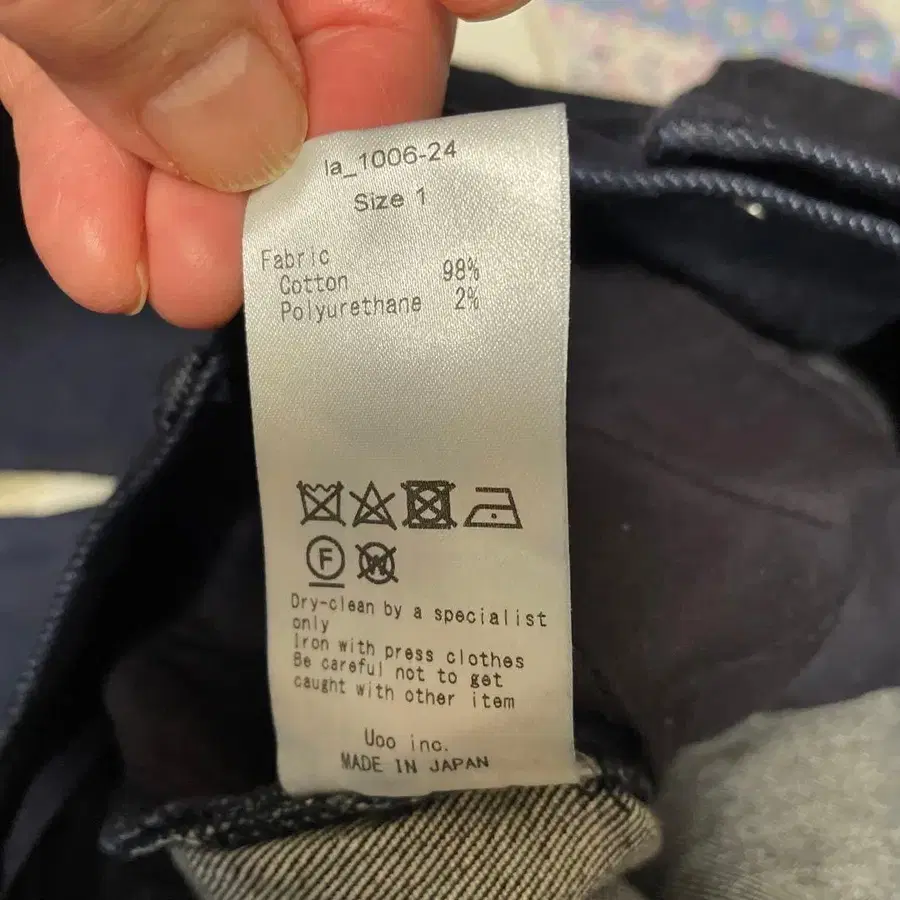 la_1006-24
Size 1
Fabric
Cotton 98%
Polyurethane 2%
F
W
Dry-clean by a specialist
only
Iron with press clothes
Be careful not to get
caught with other item
Uoo inc.
MADE IN JAPAN